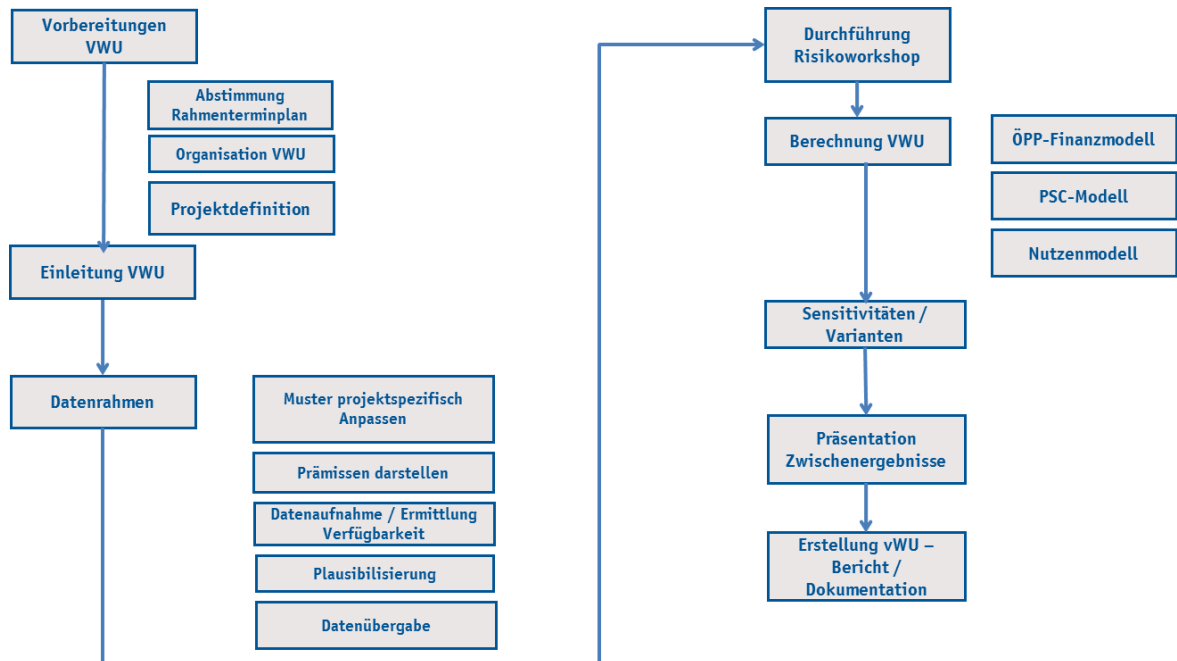 Vorbereitungen
VWU
Abstimmung
Rahmenterminplan
Organisation VWU
Projektdefinition
Einleitung VWU
Datenrahmen
Muster projektspezifisch
Anpassen
Prämissen darstellen
Datenaufnahme / Ermittlung
Verfügbarkeit
Plausibilisierung
Datenübergabe
Durchführung
Risikoworkshop
Berechnung VWU
ÖPP-Finanzmodell
PSC-Modell
Nutzenmodell
Sensitivitäten /
Varianten
Präsentation
Zwischenergebnisse
Erstellung vWU –
Bericht /
Dokumentation